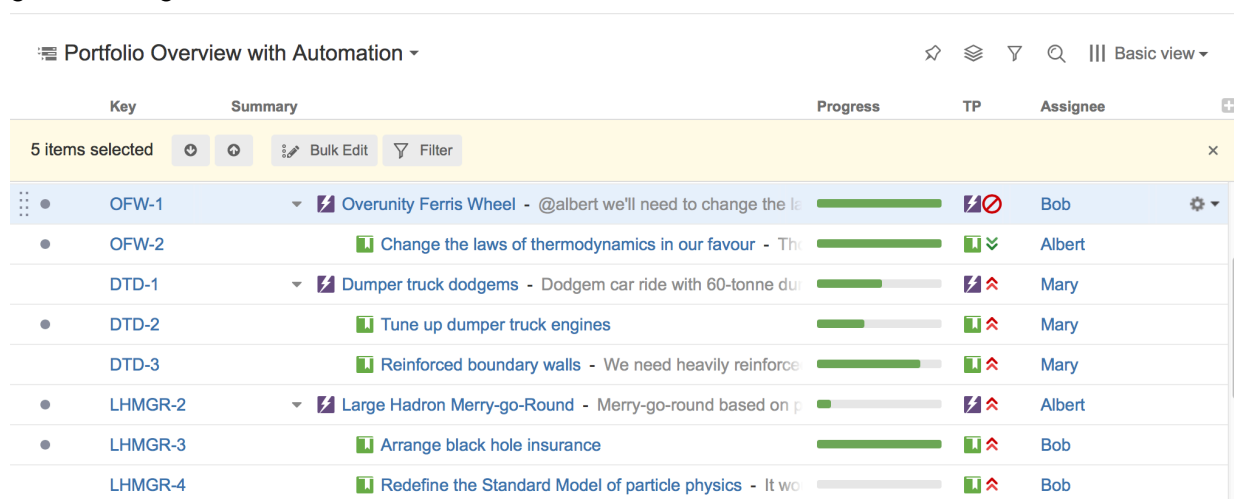 Portfolio Overview with Automation
Basic view
Key Summary Progress TP Assignee
5 items selected Bulk Edit Filter
OFW-1 Overunity Ferris Wheel - @albert we'll need to change the la Bob
OFW-2 Change the laws of thermodynamics in our favour - Tho Albert
DTD-1 Dumper truck dodgems - Dodgem car ride with 60-tonne du Mary
DTD-2 Tune up dumper truck engines Mary
DTD-3 Reinforced boundary walls - We need heavily reinforce Mary
LHMGR-2 Large Hadron Merry-go-Round - Merry-go-round based on p Albert
LHMGR-3 Arrange black hole insurance Bob
LHMGR-4 Redefine the Standard Model of particle physics - It wo Bob